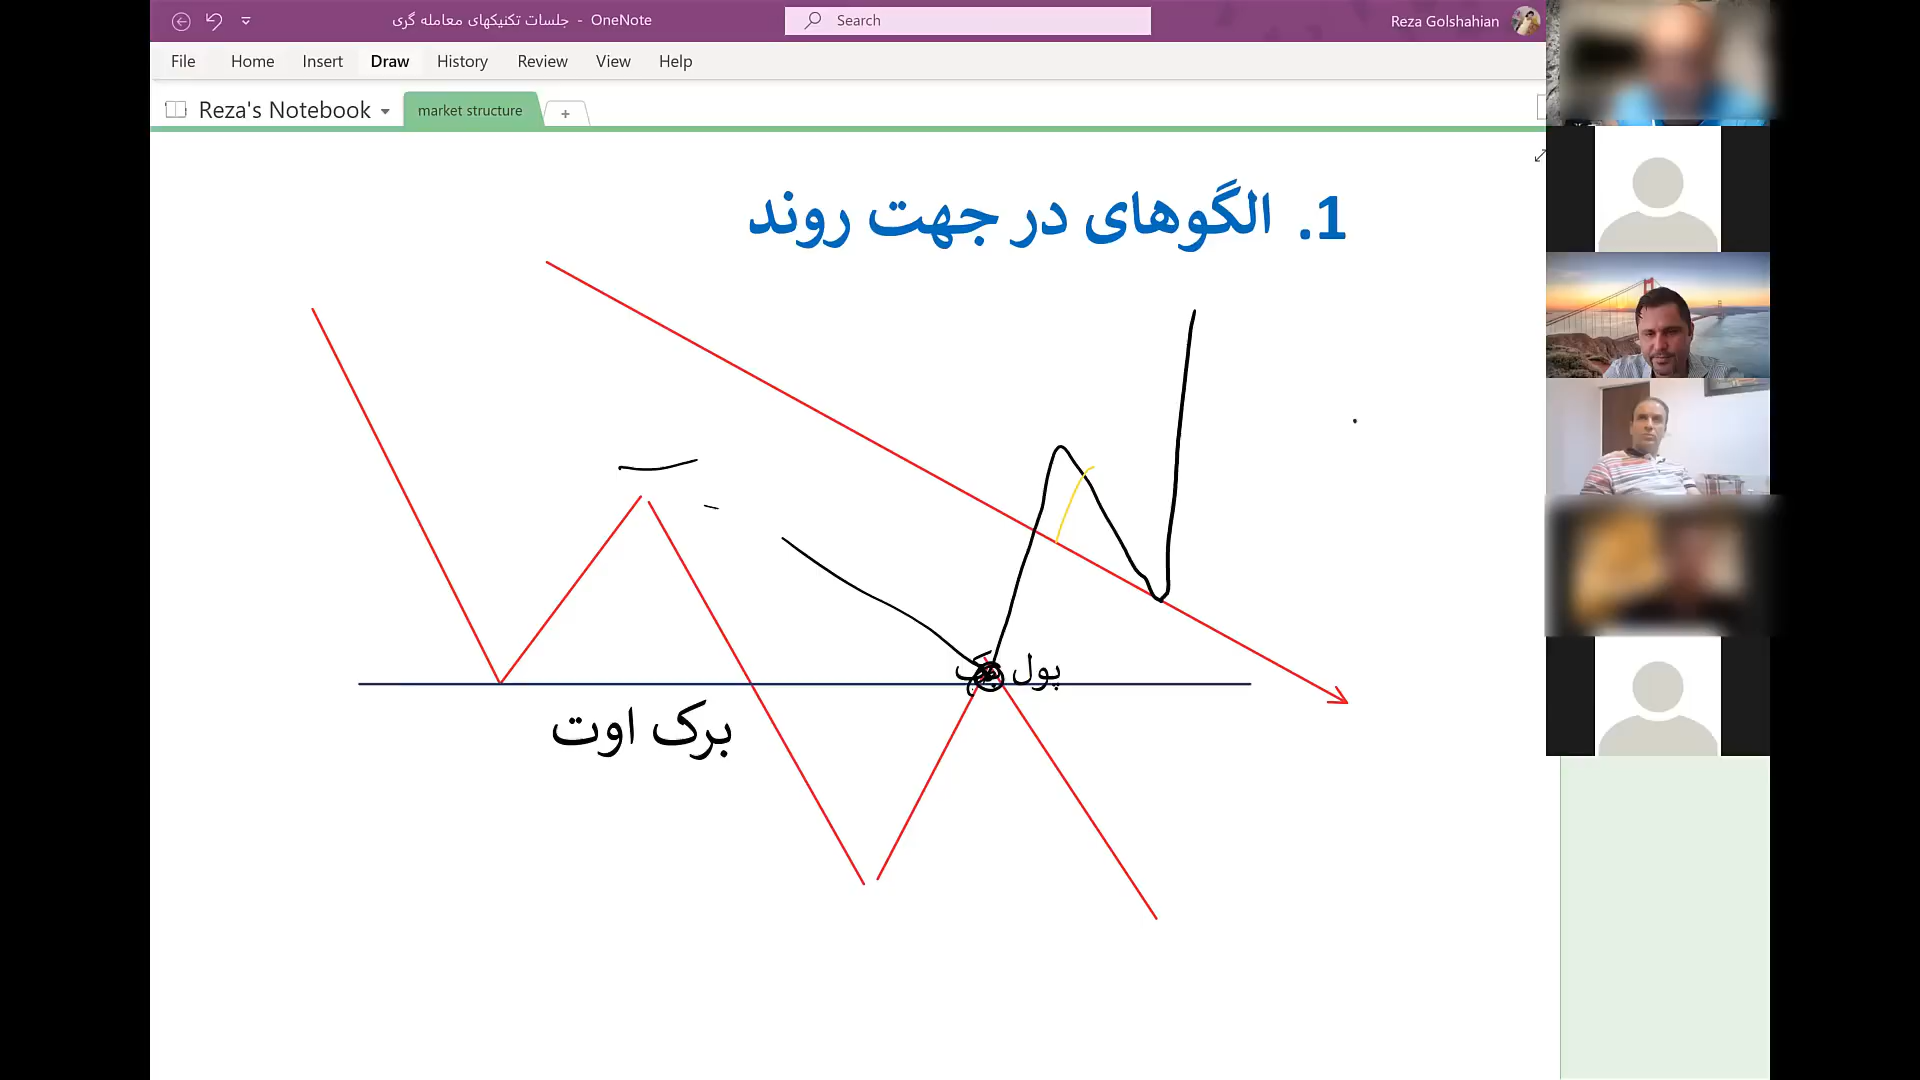 جلسات تکنیکهای معامله گری - OneNote
Search
Reza Golshahian
File Home Insert Draw History Review View Help
Reza's Notebook
market structure
+
1. الگوهای در جهت روند
پول بک
برک اوت